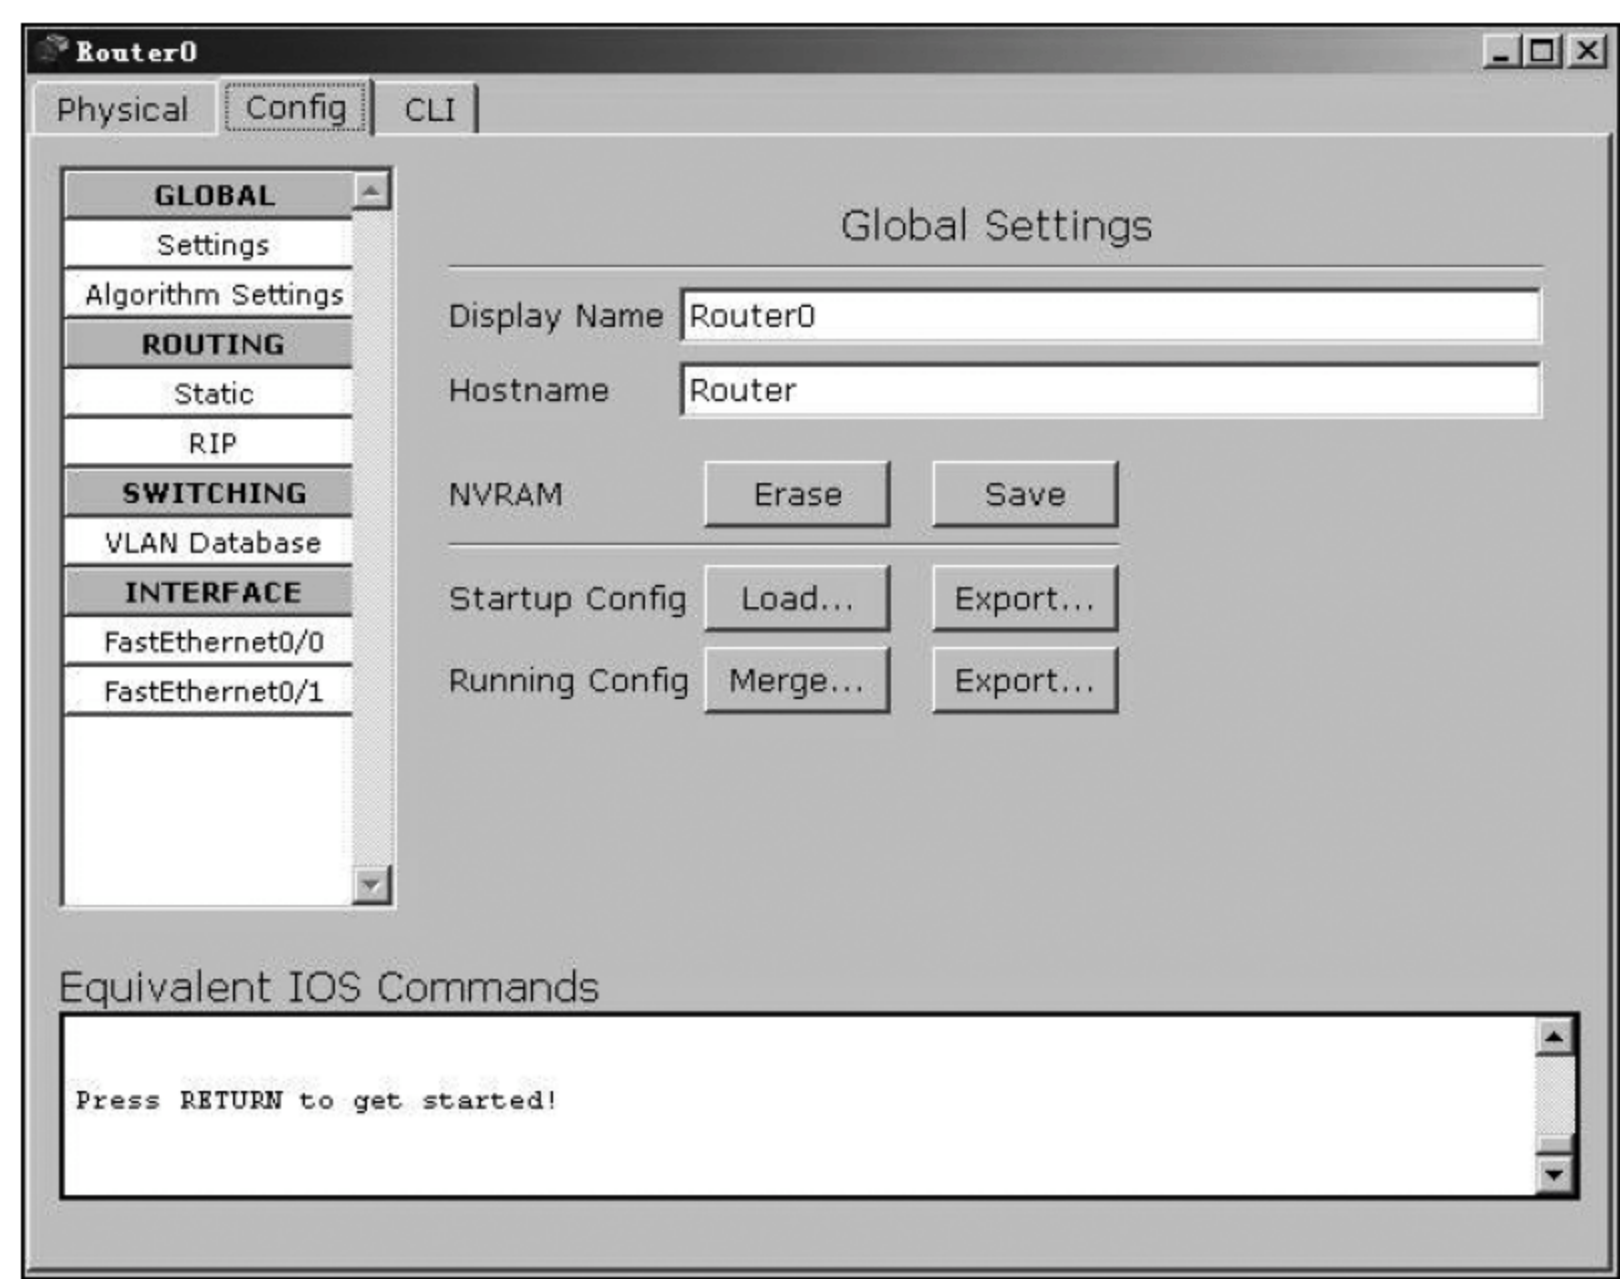 Router0
Physical Config CLI
GLOBAL
Settings
Algorithm Settings
ROUTING
Static
RIP
SWITCHING
VLAN Database
INTERFACE
FastEthernet0/0
FastEthernet0/1
Global Settings
Display Name Router0
Hostname Router
NVRAM Erase Save
Startup Config Load... Export...
Running Config Merge... Export...
Equivalent IOS Commands
Press RETURN to get started!